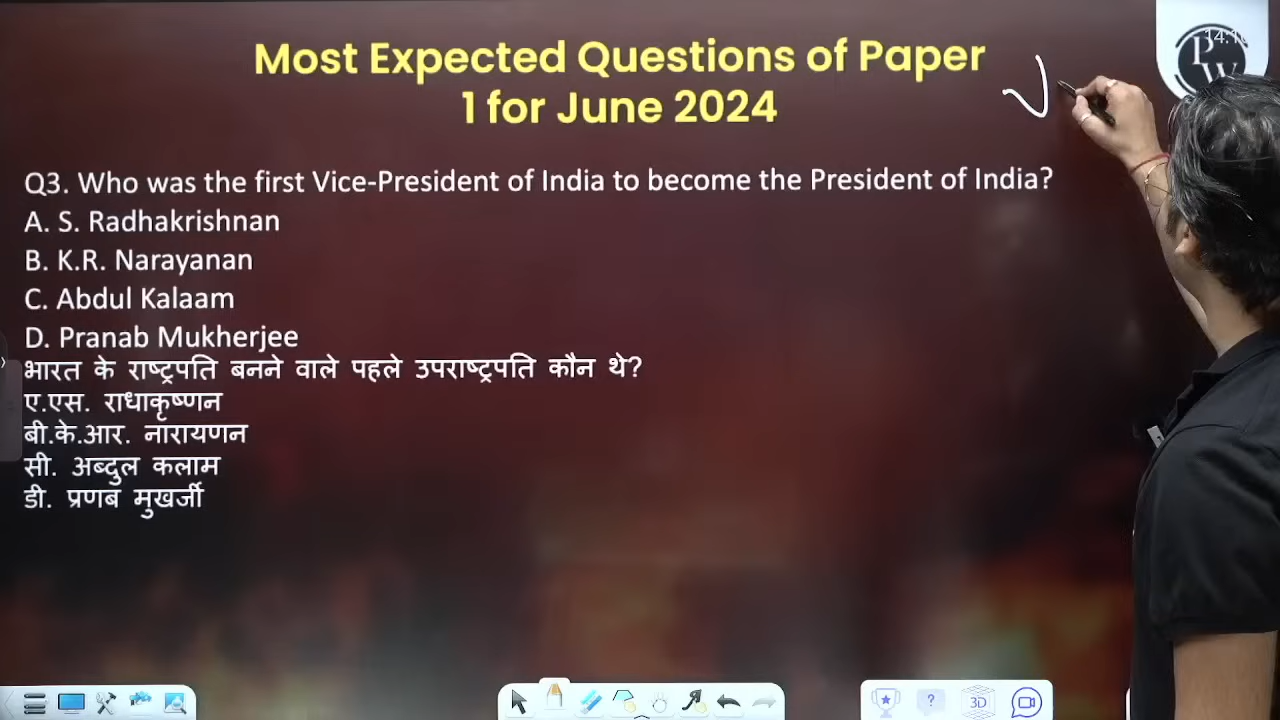 Most Expected Questions of Paper
1 for June 2024
PW
Q3. Who was the first Vice-President of India to become the President of India?
A. S. Radhakrishnan
B. K.R. Narayanan
C. Abdul Kalaam
D. Pranab Mukherjee
भारत के राष्ट्रपति बनने वाले पहले उपराष्ट्रपति कौन थे?
ए.एस. राधाकृष्णन
बी.के.आर. नारायणन
सी. अब्दुल कलाम
डी. प्रणब मुखर्जी
?
3D